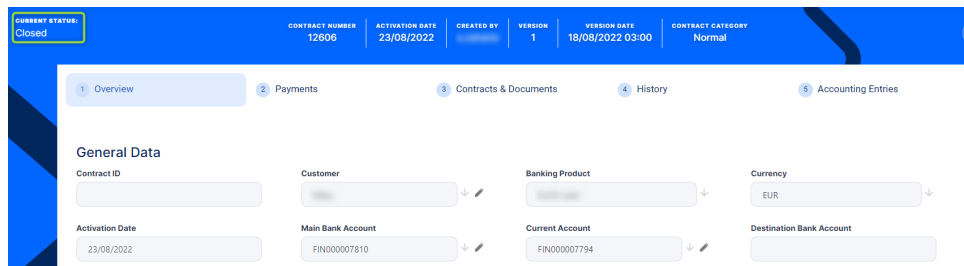 CURRENT STATUS:
Closed
CONTRACT NUMBER
12606
ACTIVATION DATE
23/08/2022
CREATED BY
VERSION
1
VERSION DATE
18/08/2022 03:00
CONTRACT CATEGORY
Normal
1 Overview
2 Payments
3 Contracts & Documents
4 History
5 Accounting Entries
General Data
Contract ID
Customer
Banking Product
Currency
EUR
Activation Date
Main Bank Account
Current Account
Destination Bank Account
23/08/2022
FIN000007810
FIN000007794